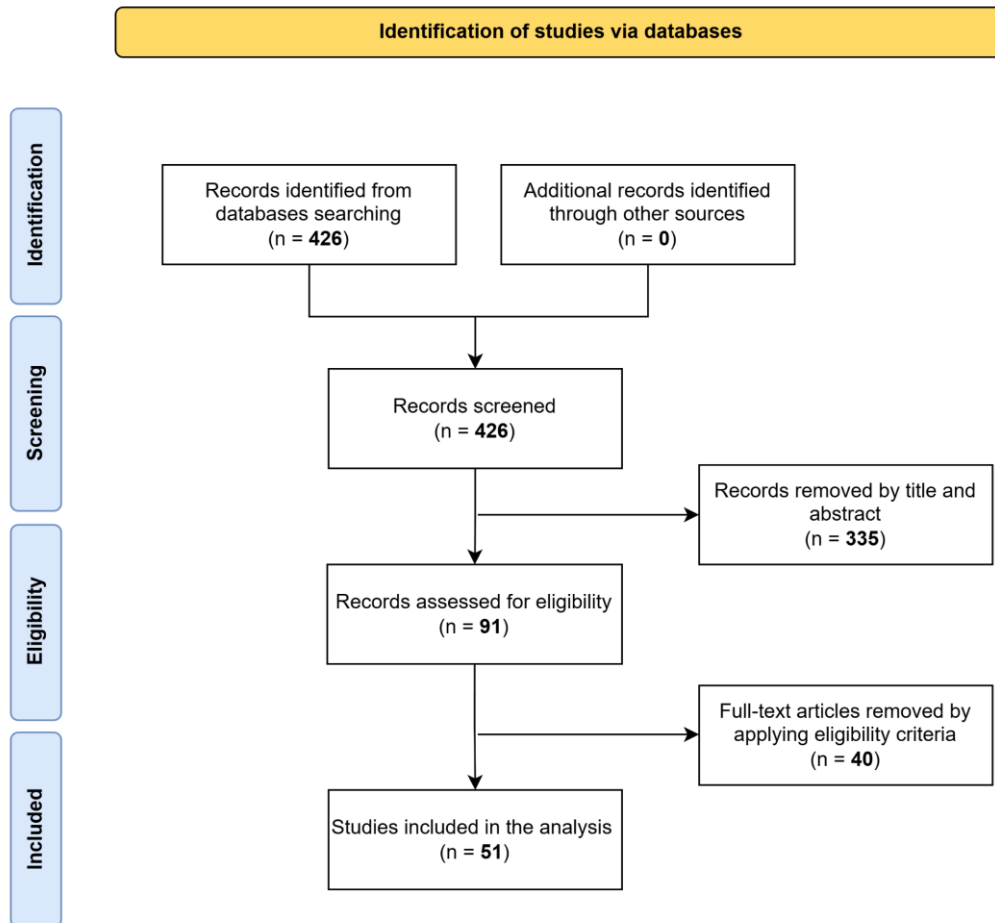 Identification of studies via databases
Identification
Records identified from
databases searching
(n = 426)
Additional records identified
through other sources
(n = 0)
Screening
Records screened
(n = 426)
Records removed by title and
abstract
(n = 335)
Eligibility
Records assessed for eligibility
(n = 91)
Full-text articles removed by
applying eligibility criteria
(n = 40)
Included
Studies included in the analysis
(n = 51)